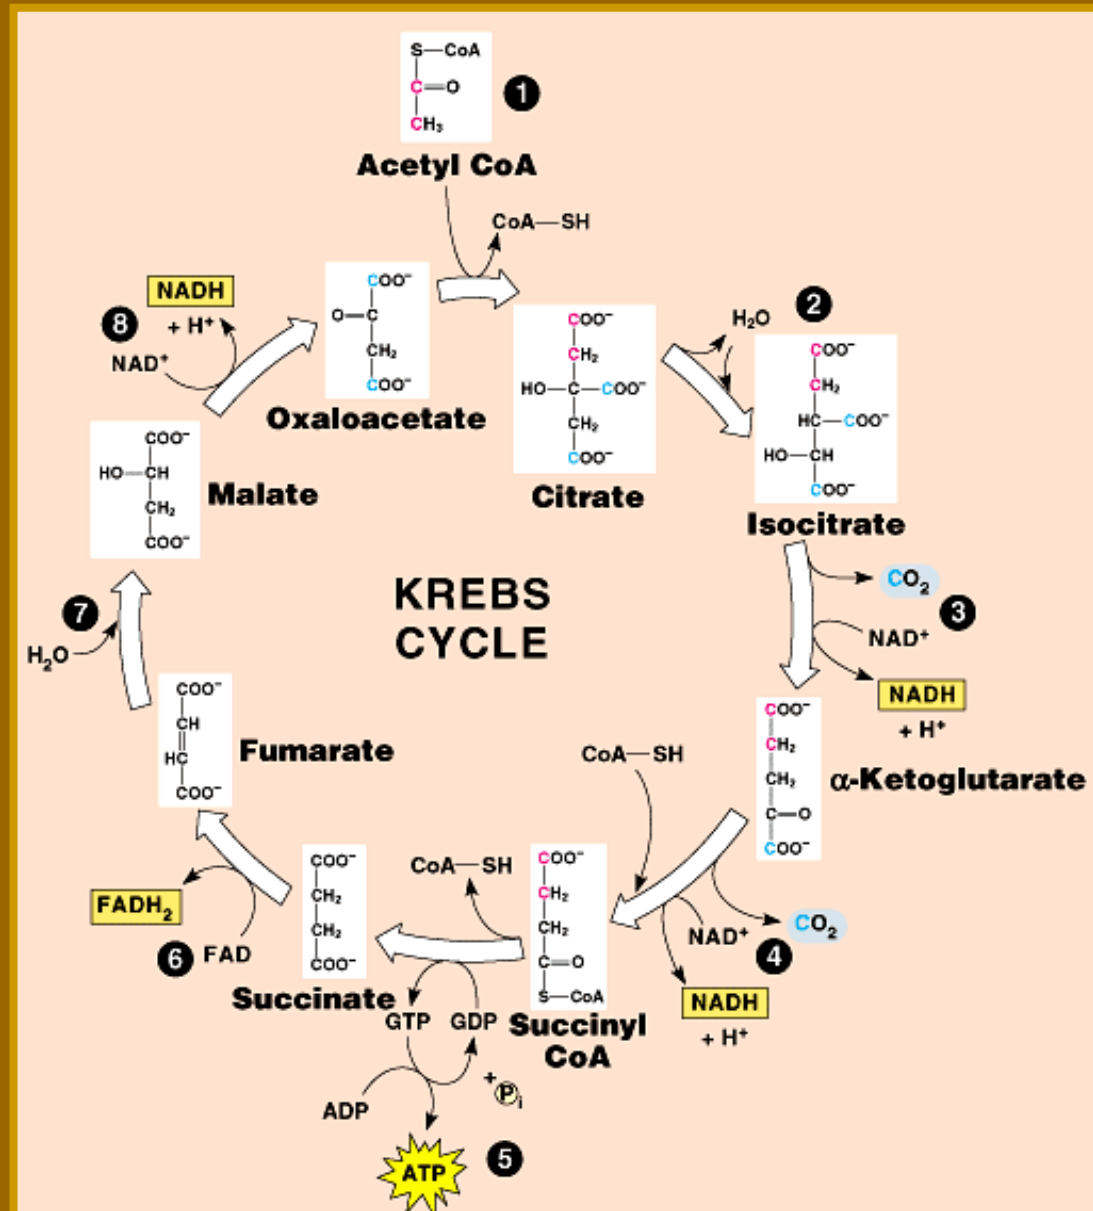 S—CoA
C=O
CH₃
1
Acetyl CoA
CoA—SH
COO⁻
O—C
CH₂
COO⁻
Oxaloacetate
COO⁻
CH₂
HO—C—COO⁻
CH₂
COO⁻
Citrate
H₂O
2
COO⁻
CH₂
HC—COO⁻
HO—CH
COO⁻
Isocitrate
CO₂
3
NAD⁺
NADH
+ H⁺
COO⁻
CH₂
CH₂
C—O
COO⁻
α-Ketoglutarate
CoA—SH
CO₂
NAD⁺
4
NADH
+ H⁺
COO⁻
CH₂
CH₂
C=O
S—CoA
Succinyl
CoA
CoA—SH
GTP
GDP
+ Pi
ADP
ATP
5
COO⁻
CH₂
CH₂
COO⁻
Succinate
FADH₂
6
FAD
COO⁻
CH
HC
COO⁻
Fumarate
7
H₂O
COO⁻
HO—CH
CH₂
COO⁻
Malate
8
NADH
+ H⁺
NAD⁺
KREBS
CYCLE